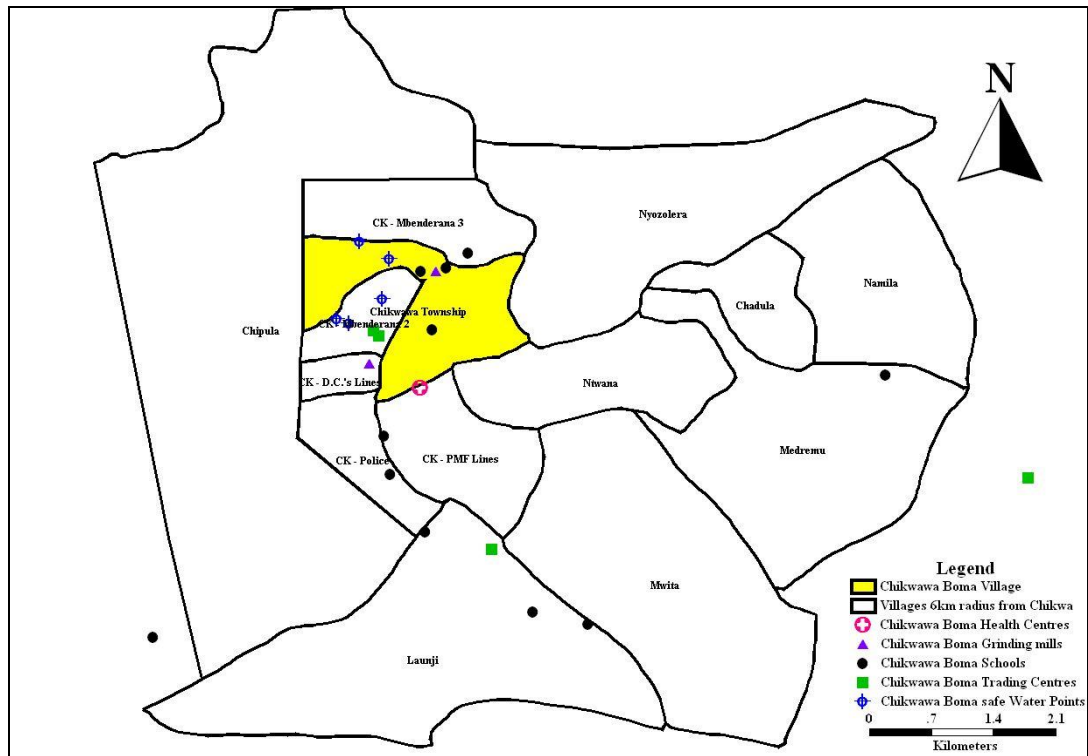 N
Nyozolera
CK - Mbenderana 3
Namila
Chadula
Chikwawa Township
CK - Mbenderana 2
Chipula
CK - D.C.'s Lines
Ntwana
Medremu
CK - Police
CK - PMF Lines
Mwita
Launji
Legend
Chikwawa Boma Village
Villages 6km radius from Chikwa
Chikwawa Boma Health Centres
Chikwawa Boma Grinding mills
Chikwawa Boma Schools
Chikwawa Boma Trading Centres
Chikwawa Boma safe Water Points
0 .7 1.4 2.1
Kilometers